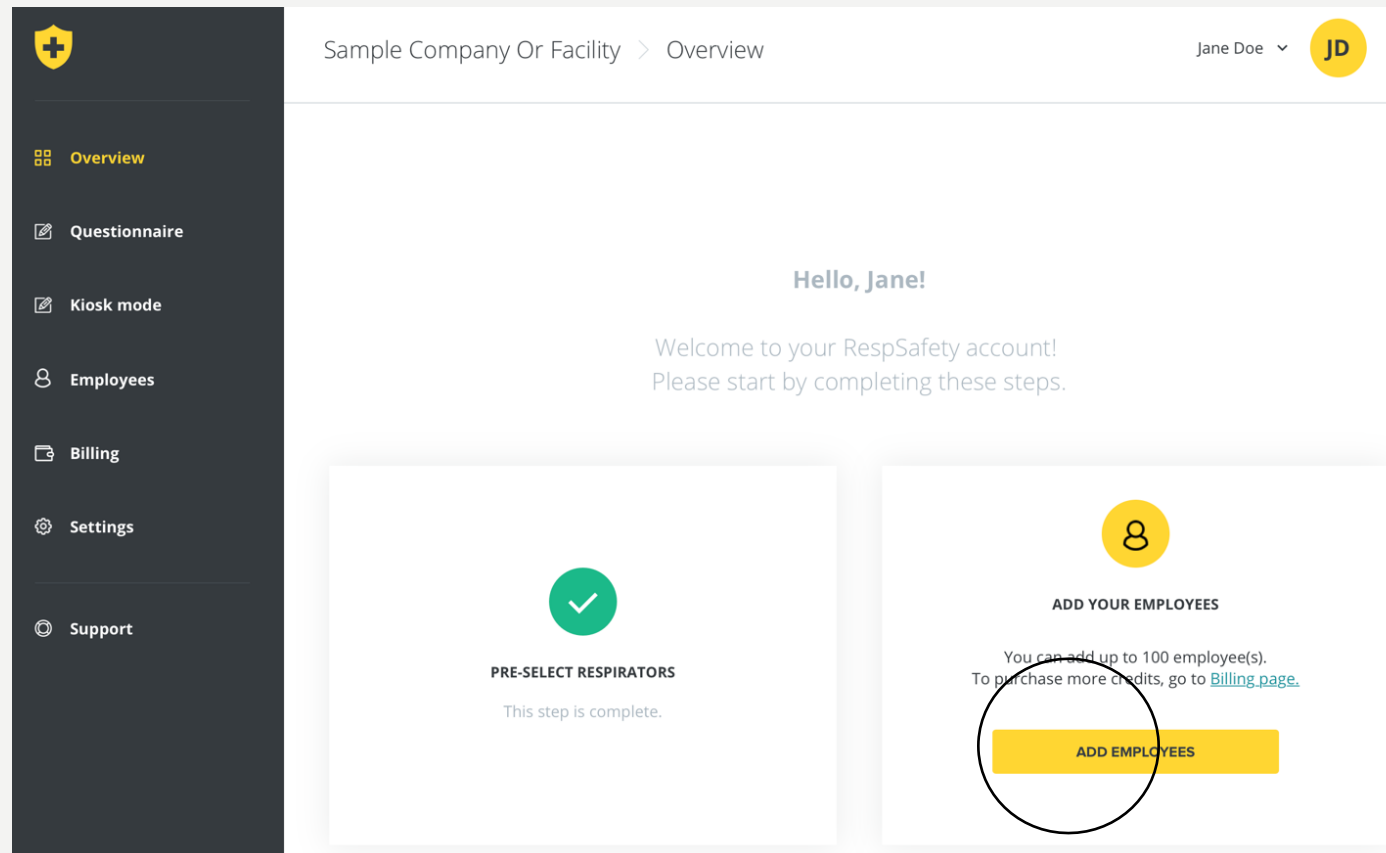 Sample Company Or Facility > Overview
Jane Doe
JD
Overview
Questionnaire
Kiosk mode
Employees
Billing
Settings
Support
Hello, Jane!
Welcome to your RespSafety account!
Please start by completing these steps.
PRE-SELECT RESPIRATORS
This step is complete.
ADD YOUR EMPLOYEES
You can add up to 100 employee(s).
To purchase more credits, go to Billing page.
ADD EMPLOYEES